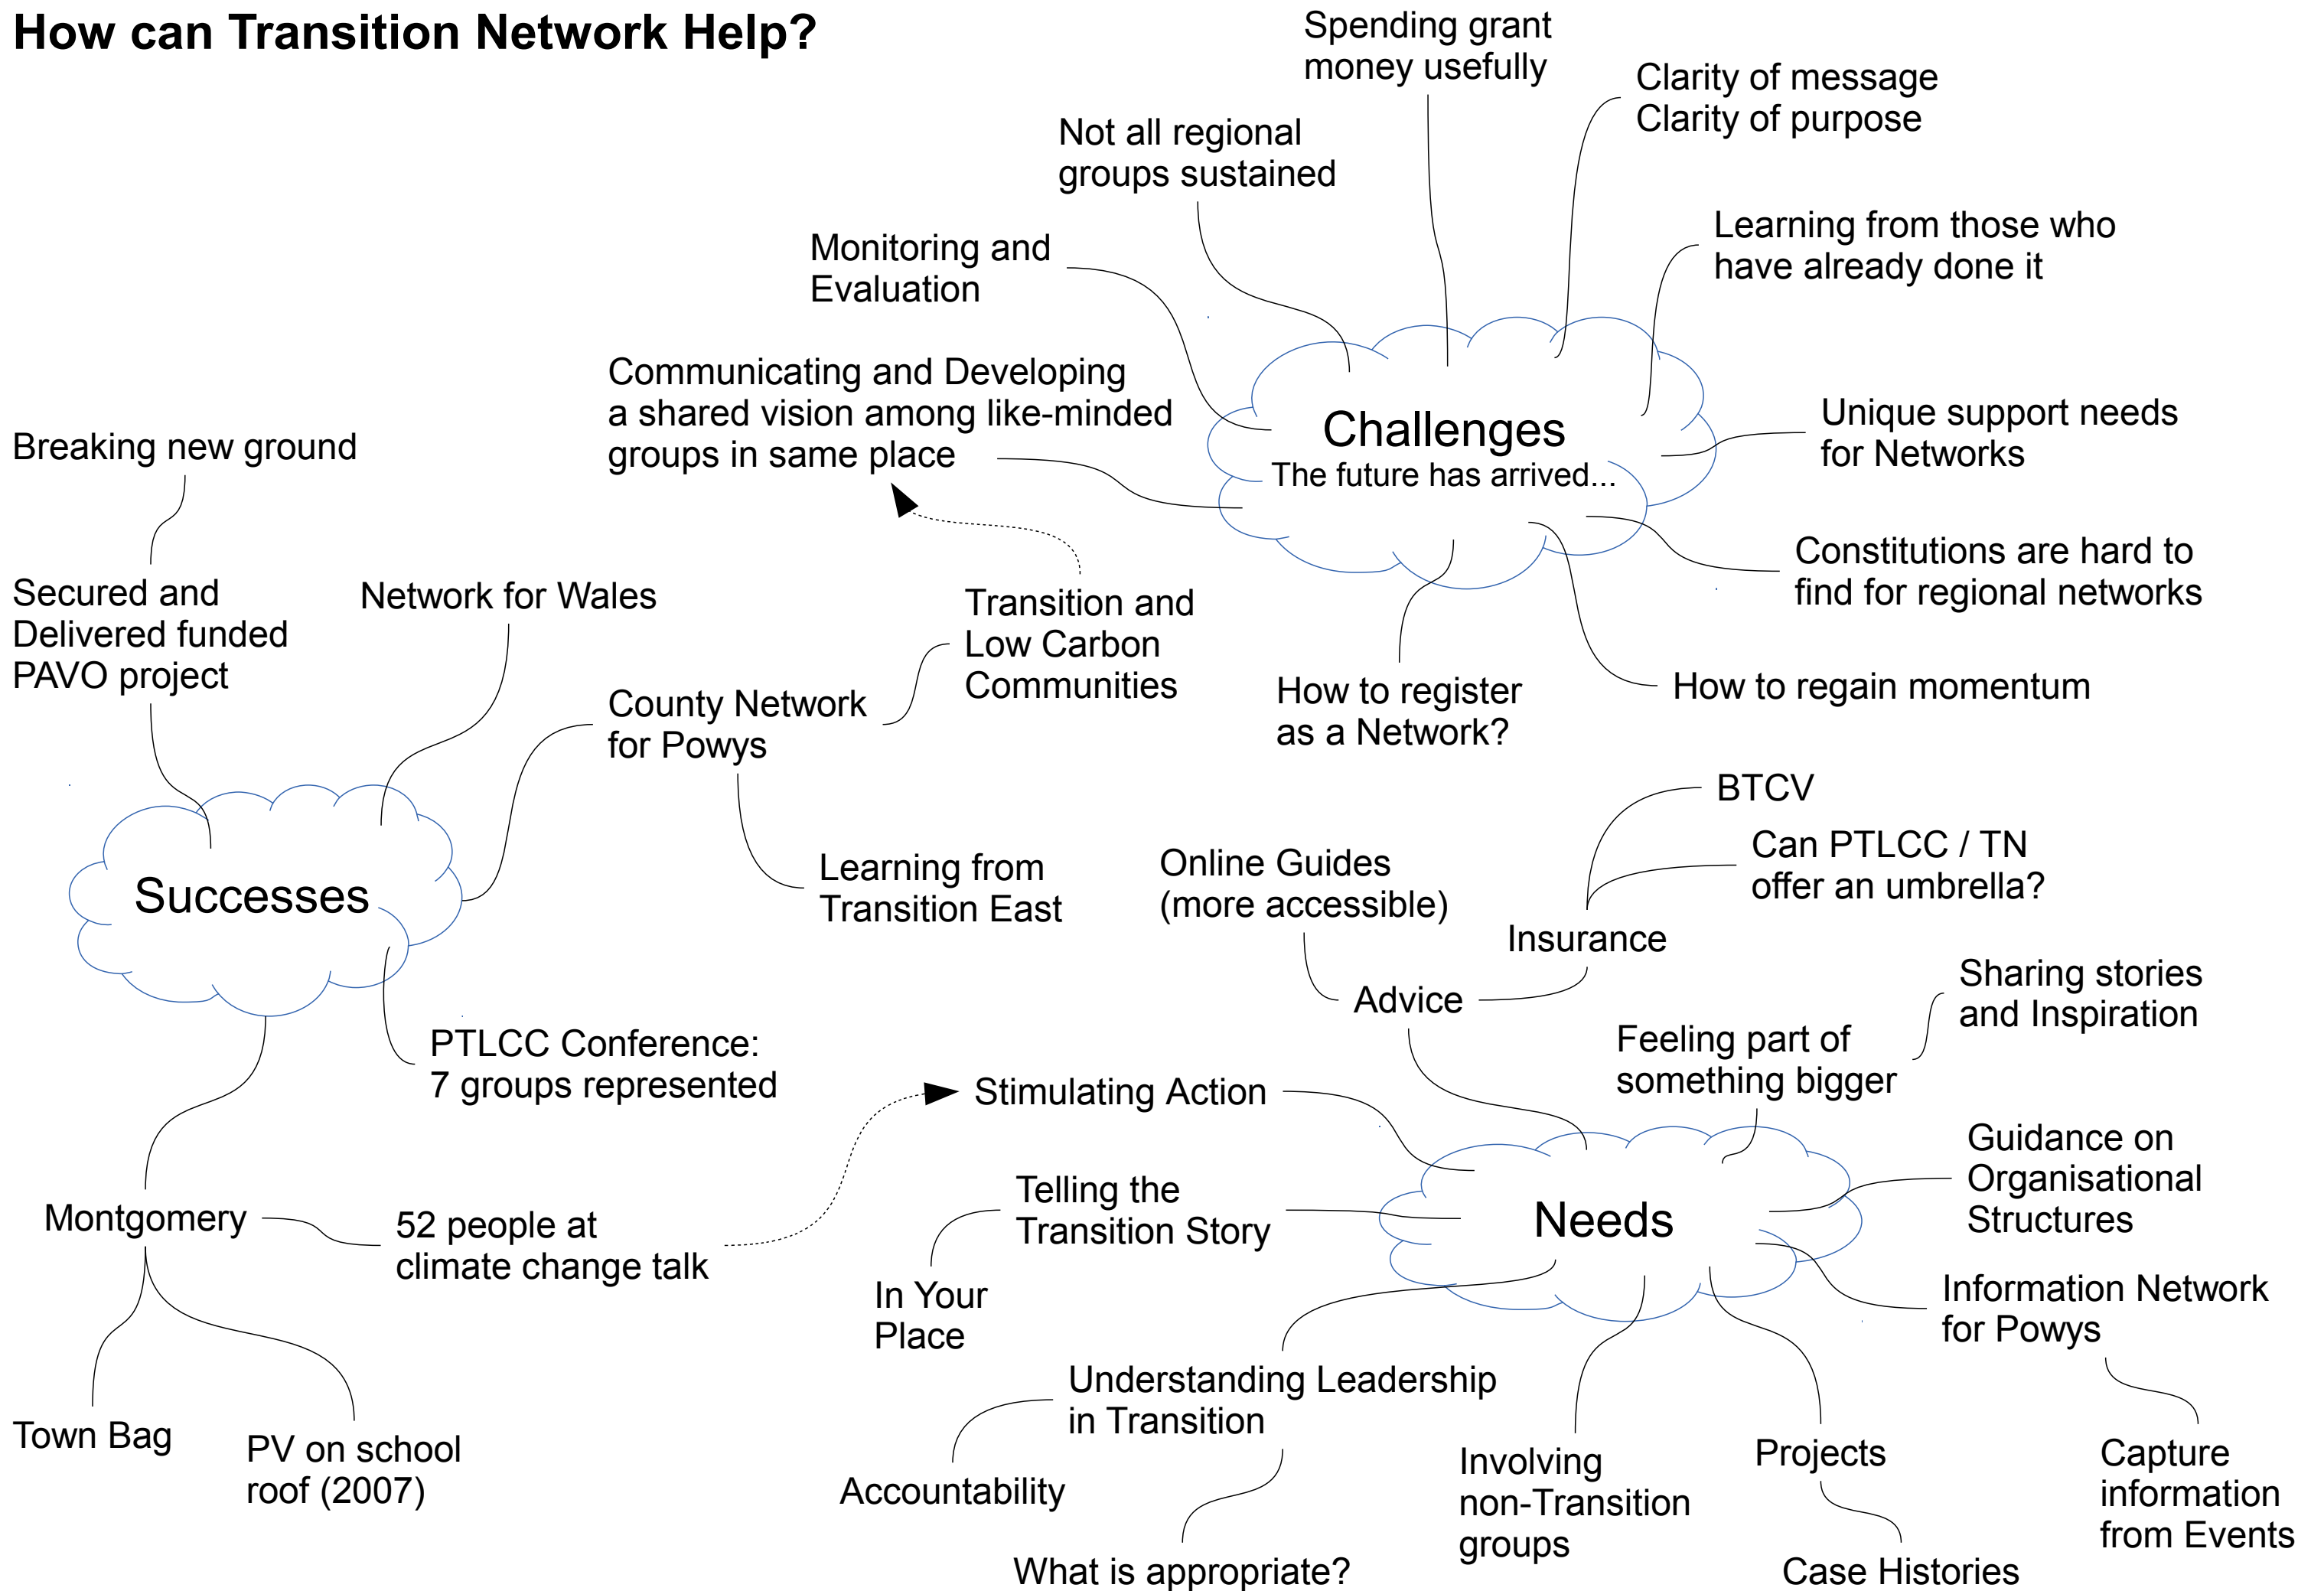 How can Transition Network Help?
Spending grant
money usefully
Clarity of message
Clarity of purpose
Not all regional
groups sustained
Learning from those who
have already done it
Monitoring and
Evaluation
Communicating and Developing
a shared vision among like-minded
groups in same place
Challenges
The future has arrived...
Unique support needs
for Networks
Constitutions are hard to
find for regional networks
How to regain momentum
How to register
as a Network?
Breaking new ground
Secured and
Delivered funded
PAVO project
Network for Wales
County Network
for Powys
Transition and
Low Carbon
Communities
Learning from
Transition East
Successes
PTLCC Conference:
7 groups represented
Montgomery
52 people at
climate change talk
Town Bag
PV on school
roof (2007)
BTCV
Can PTLCC / TN
offer an umbrella?
Online Guides
(more accessible)
Insurance
Advice
Sharing stories
and Inspiration
Feeling part of
something bigger
Stimulating Action
Telling the
Transition Story
In Your
Place
Needs
Guidance on
Organisational
Structures
Information Network
for Powys
Capture
information
from Events
Understanding Leadership
in Transition
Accountability
What is appropriate?
Involving
non-Transition
groups
Projects
Case Histories